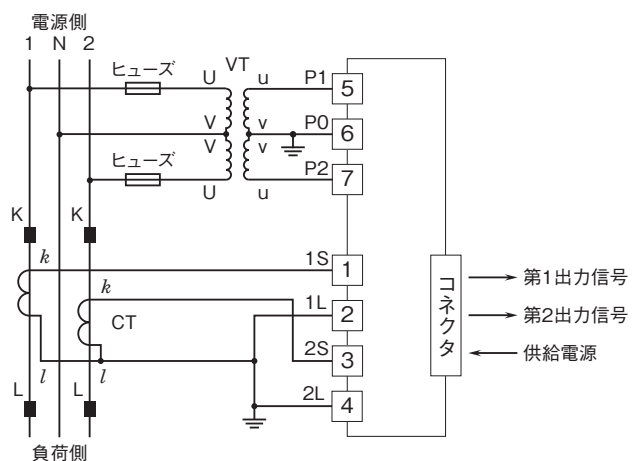 電源側
1 N 2
ヒューズ
U
VT
u
P1
5
V
v
P0
6
V
v
ヒューズ
U
u
P2
7
K
K
k
1S
1
k
1L
2
CT
2S
3
l
l
L
L
2L
4
負荷側
コネクタ
第1出力信号
第2出力信号
供給電源